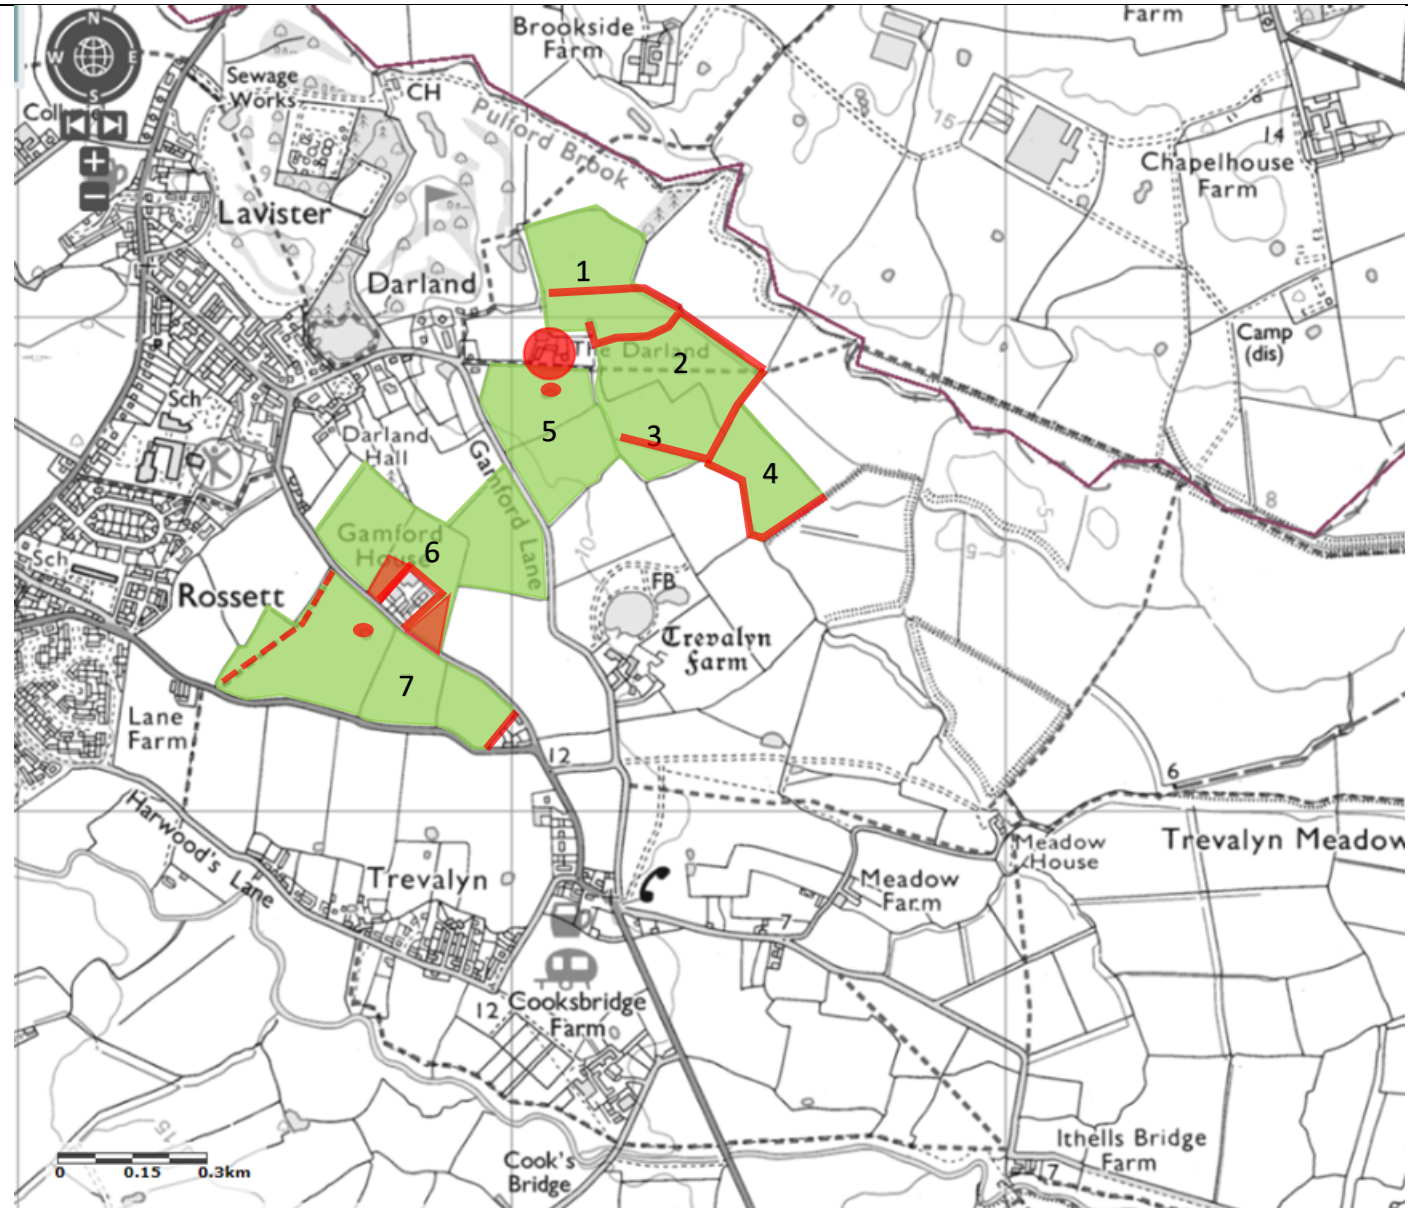 Farm
Brookside
Farm
N
W
E
S
Sewage
Works
CH
Pulford Brook
15
14
Chapelhouse
Farm
9
Lavister
1
Darland
10
Camp
(dis)
P
The Darland
2
Sch
5
3
Darland
Hall
Gamford Lane
4
8
5
10
5
Gamford
House
6
Sch
FB
Rossett
Trevalyn
Farm
7
Lane
Farm
12
6
Harwood's Lane
Meadow
House
Trevalyn Meadow
Trevalyn
Meadow
Farm
7
12
Cooksbridge
Farm
15
Cook's
Bridge
Ithells Bridge
Farm
7
0
0.15
0.3km